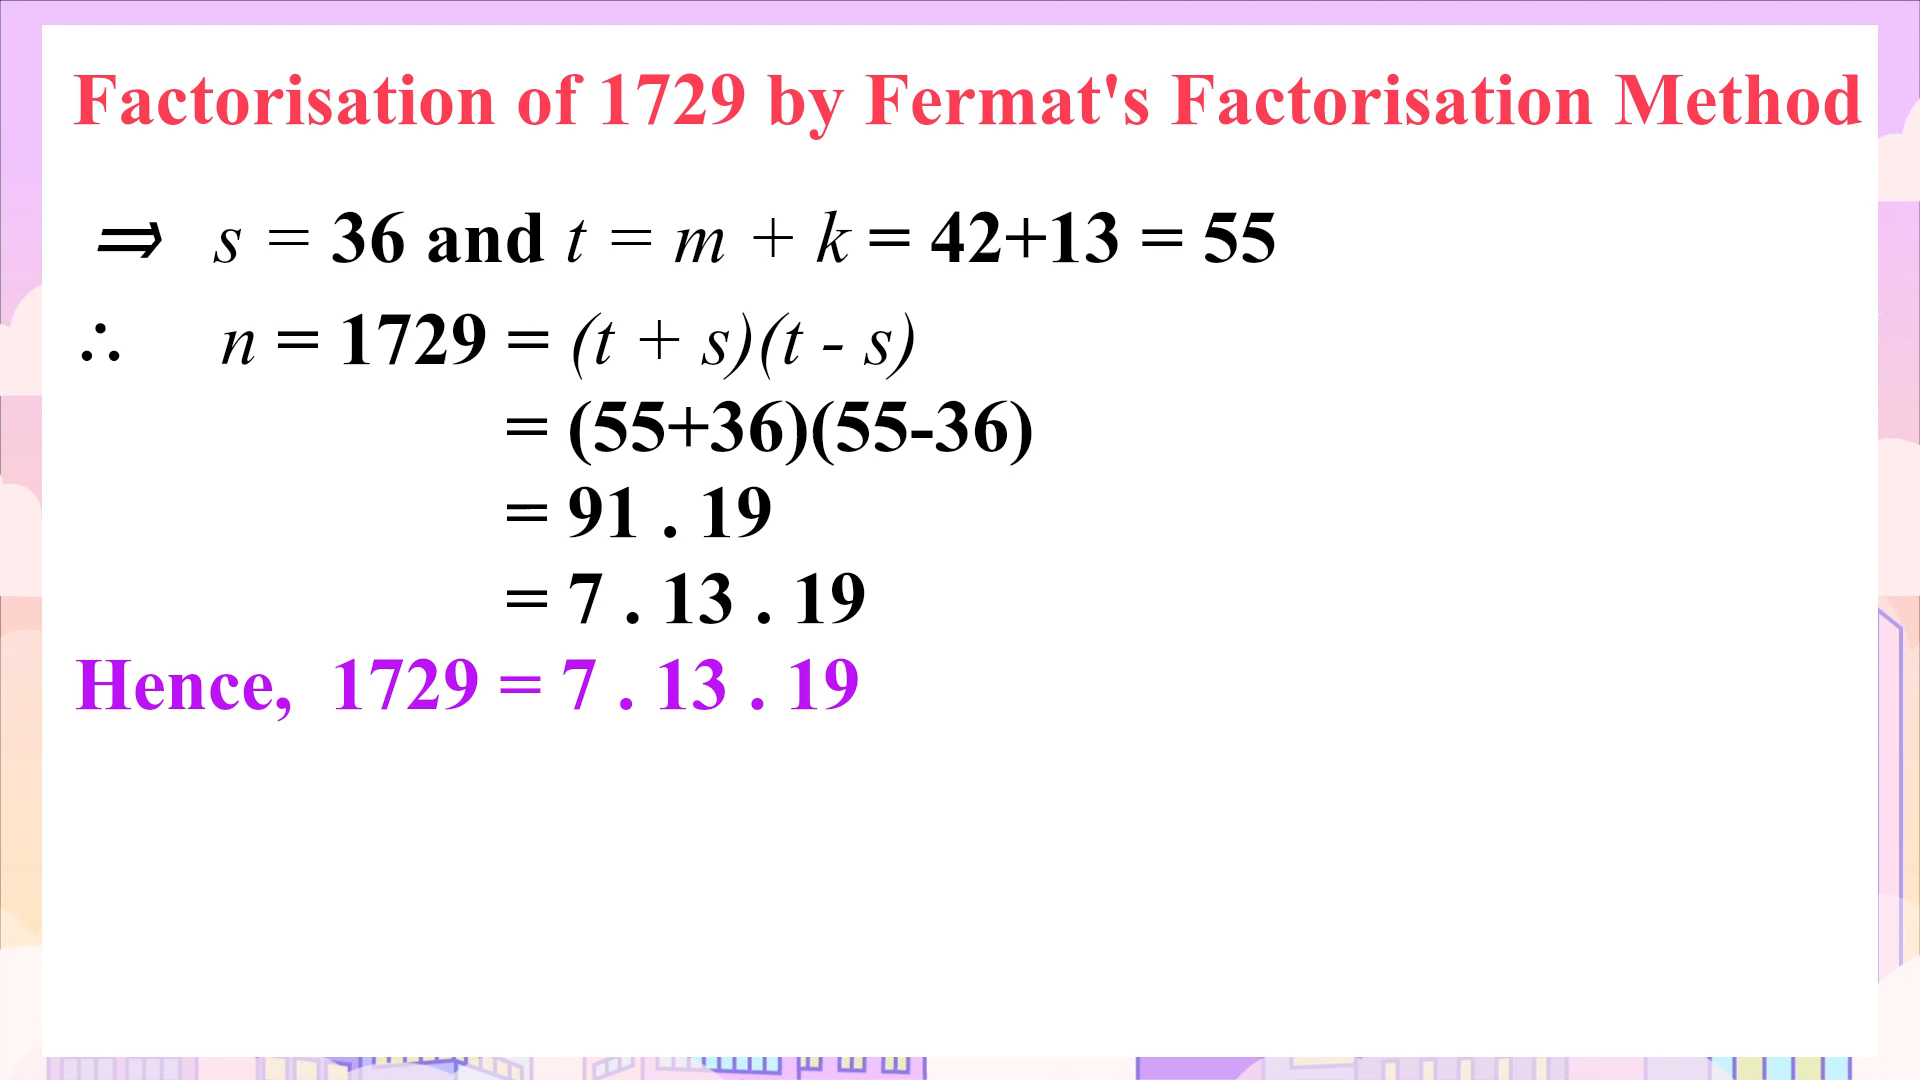 Factorisation of 1729 by Fermat's Factorisation Method
⇒ s = 36 and t = m + k = 42+13 = 55
∴ n = 1729 = (t + s)(t - s)
= (55+36)(55-36)
= 91 . 19
= 7 . 13 . 19
Hence, 1729 = 7 . 13 . 19